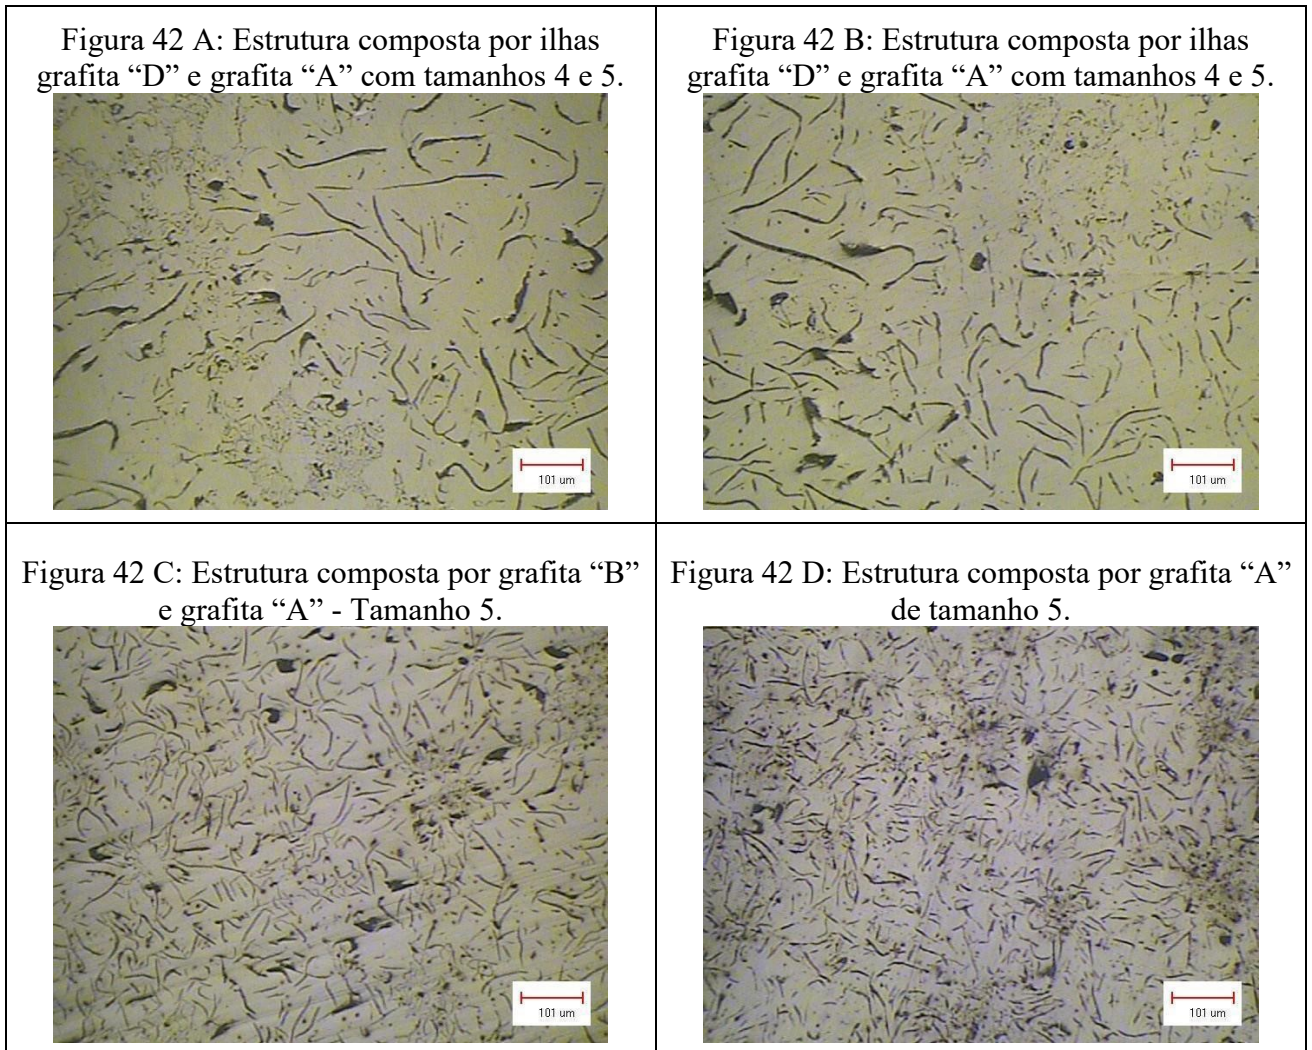 Figura 42 A: Estrutura composta por ilhas
grafita “D” e grafita “A” com tamanhos 4 e 5.
101 um
Figura 42 B: Estrutura composta por ilhas
grafita “D” e grafita “A” com tamanhos 4 e 5.
101 um
Figura 42 C: Estrutura composta por grafita “B”
e grafita “A” - Tamanho 5.
101 um
Figura 42 D: Estrutura composta por grafita “A”
de tamanho 5.
101 um